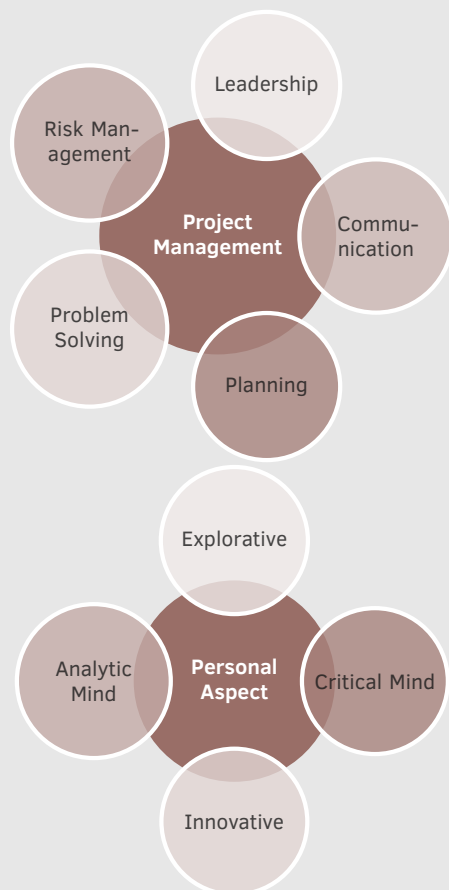 Leadership
Risk Man-
agement
Project
Management
Commu-
nication
Problem
Solving
Planning
Explorative
Analytic
Mind
Personal
Aspect
Critical Mind
Innovative